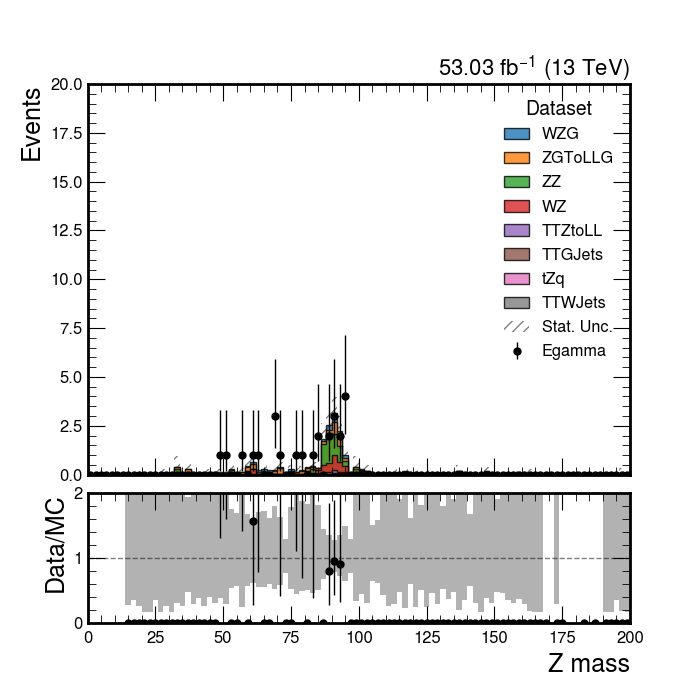 53.03 fb⁻¹ (13 TeV)
Events
20.0
17.5
15.0
12.5
10.0
7.5
5.0
2.5
0.0
Dataset
WZG
ZGToLLG
ZZ
WZ
TTZtoLL
TTGJets
tZq
TTWJets
Stat. Unc.
Egamma
Data/MC
2
1
0
0 25 50 75 100 125 150 175 200
Z mass